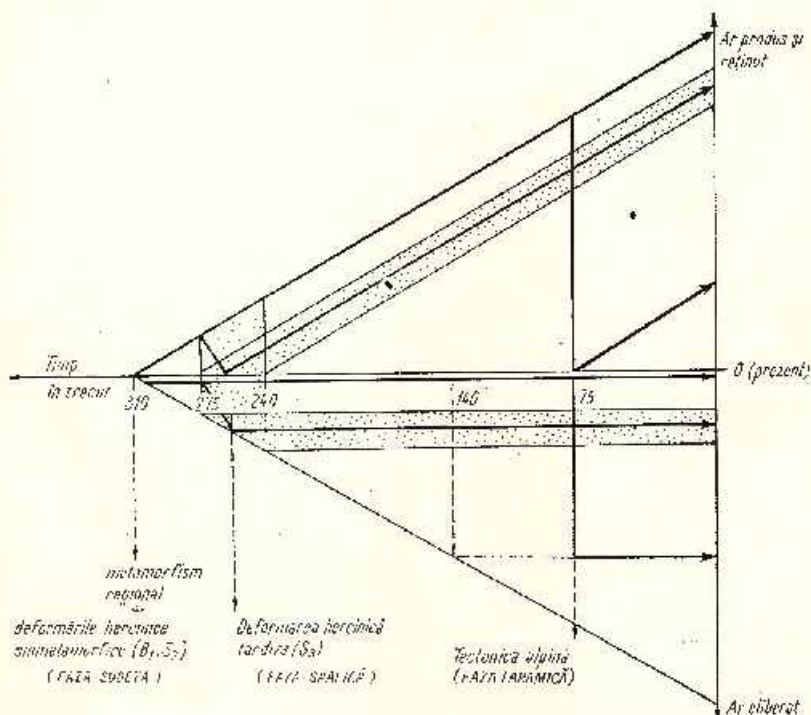 Ar produs și
reținut
Timp
în trecut
0 (prezent)
310
275
240
140
75
metamorfism
regional
deformările hercinice
sinmetamorfice (B₁,S₂)
(FAZA SUDETĂ)
Deformarea hercinică
tardivă (S₃)
(FAZA SAALICĂ)
Tectonica alpină
(FAZA LARAMICĂ)
Ar eliberat